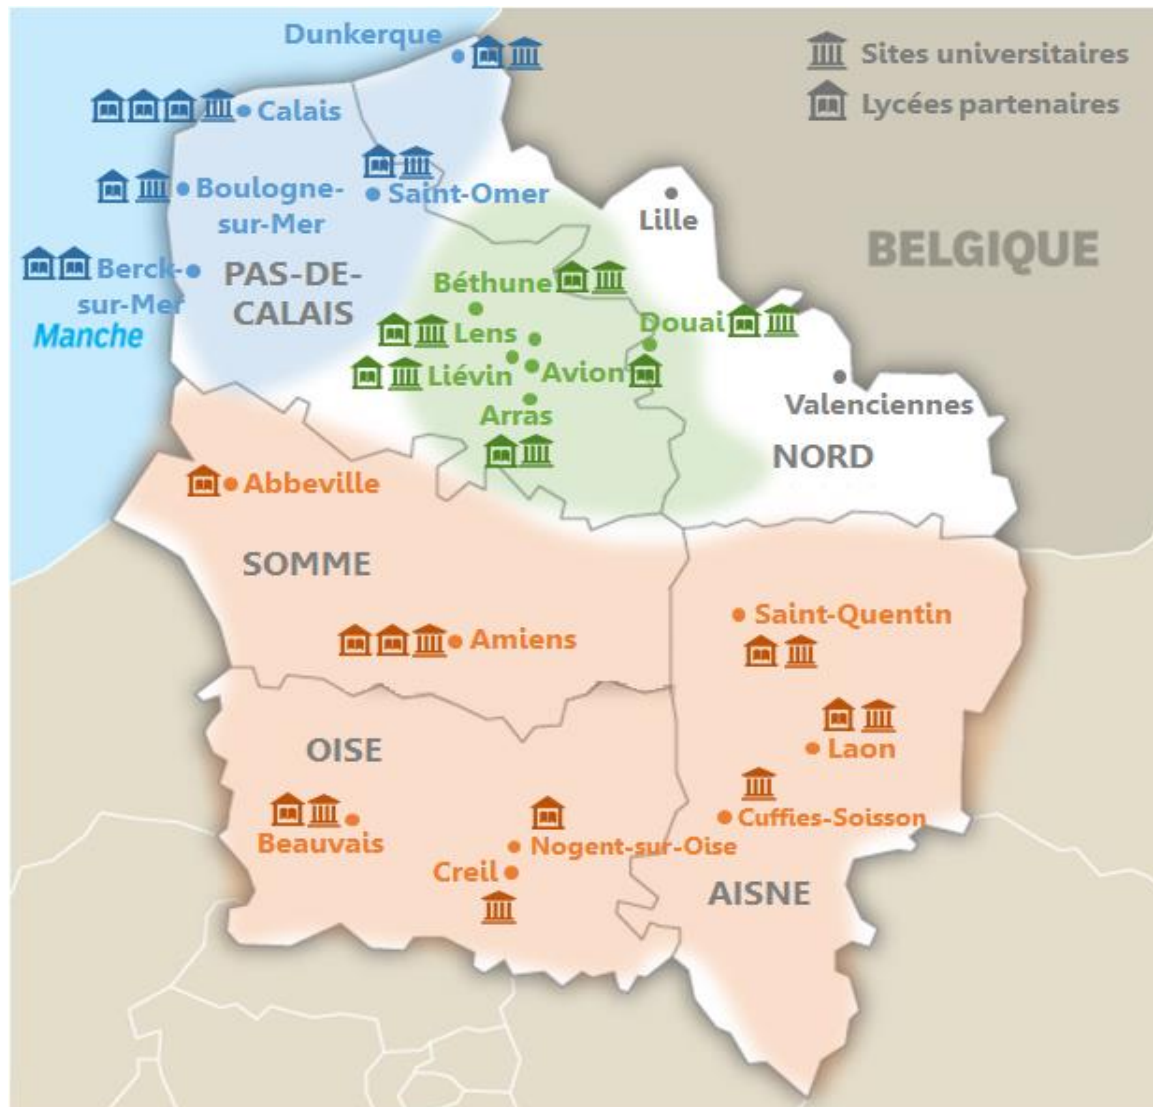 Dunkerque
Sites universitaires
Lycées partenaires
Calais
Boulogne-
sur-Mer
Saint-Omer
Lille
BELGIQUE
Berck-
sur-Mer
PAS-DE-
CALAIS
Manche
Béthune
Lens
Douai
Liévin
Avion
Arras
Valenciennes
NORD
Abbeville
SOMME
Amiens
Saint-Quentin
OISE
Laon
Beauvais
Nogent-sur-Oise
Cuffies-Soisson
Creil
AISNE